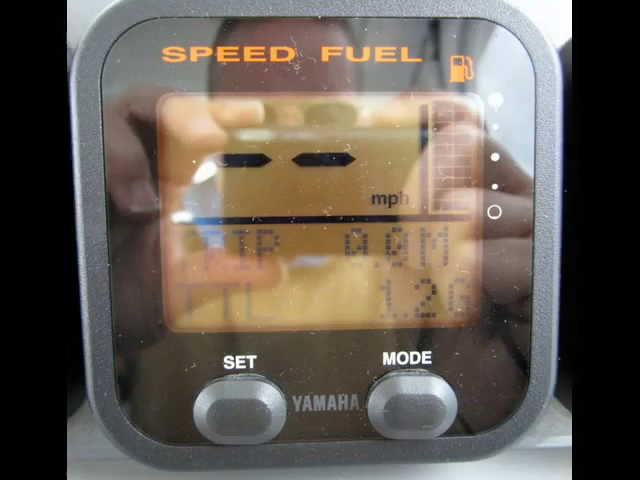 SPEED FUEL
-- mph
TRIP 0.0M
TTL 1.2G
SET MODE
YAMAHA